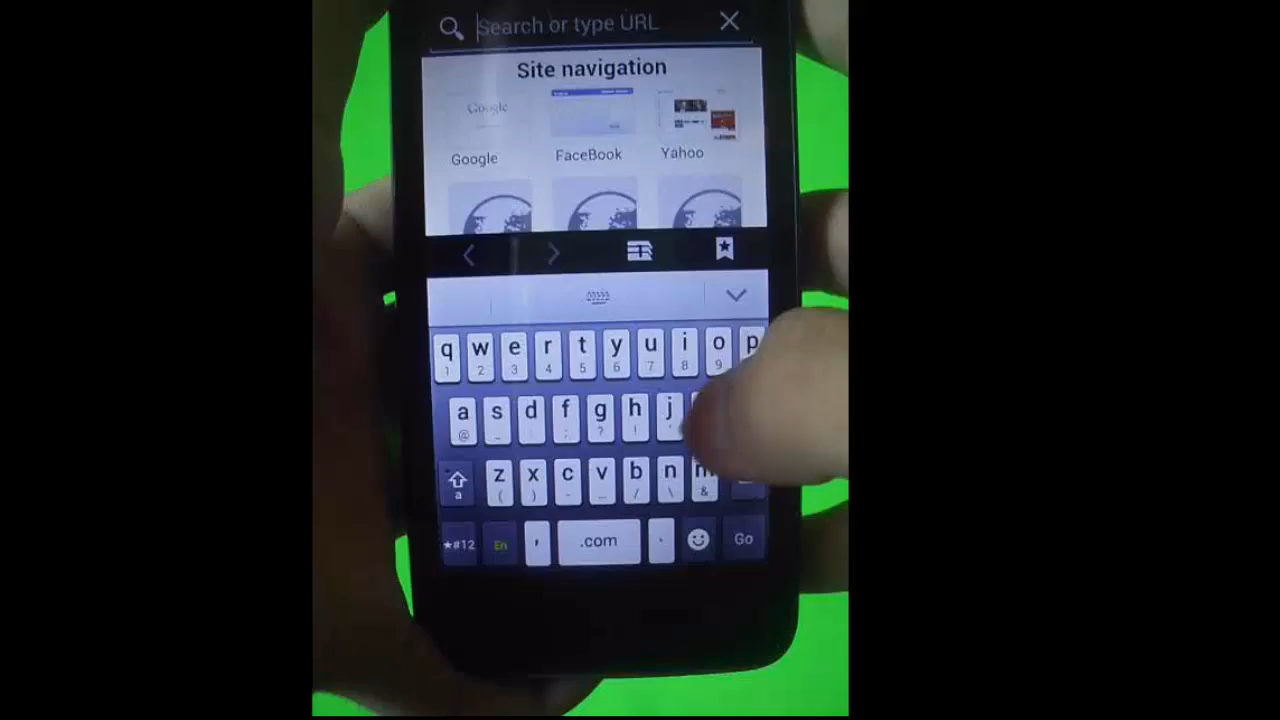 Search or type URL
Site navigation
Google
Google FaceBook Yahoo
q w e r t y u i o p
1 2 3 4 5 6 7 8 9
a s d f g h j
@ _ : ; ? ! '
z x c v b n m
a ( ) - … / \ &
★#12 En , .com . Go